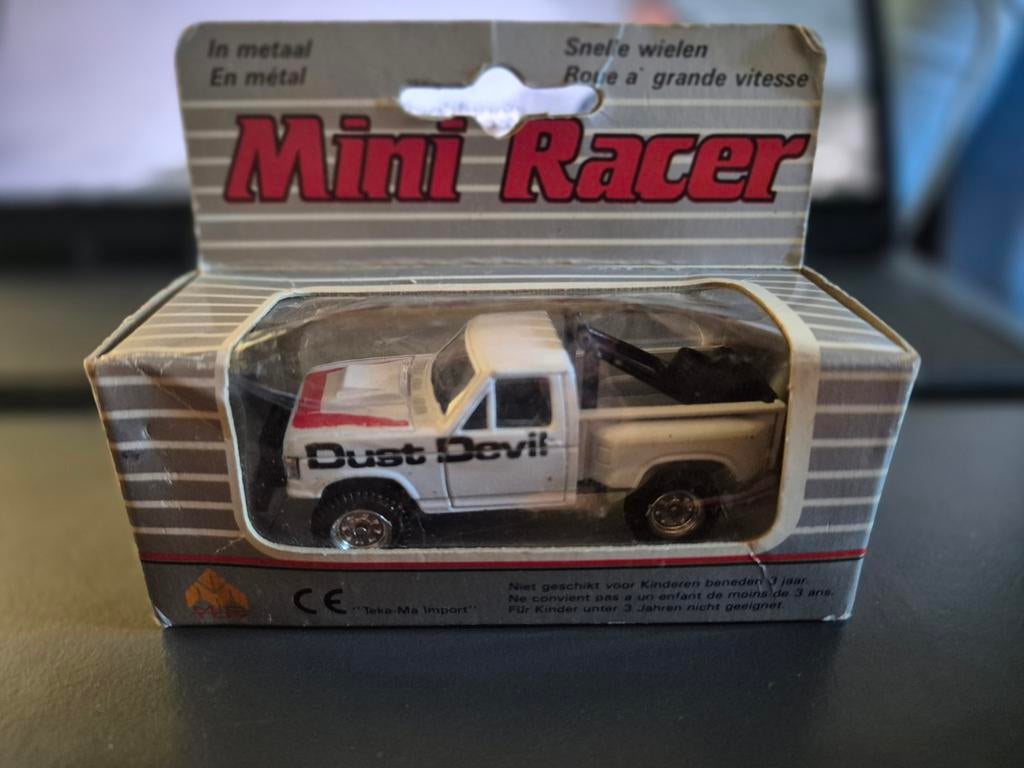 In metaal
En métal
Snelle wielen
Roue a` grande vitesse
Mini Racer
Dust Devil
CE
"Teka-Ma Import"
Niet geschikt voor Kinderen beneden 3 jaar.
Ne convient pas a un enfant de moins de 3 ans.
Für Kinder unter 3 Jahren nicht geeignet.